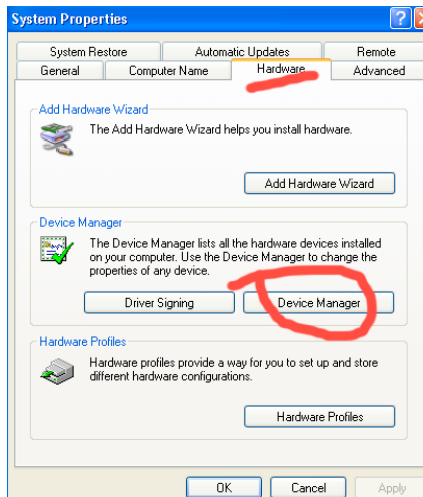 System Properties
System Restore Automatic Updates Remote
General Computer Name Hardware Advanced
Add Hardware Wizard
The Add Hardware Wizard helps you install hardware.
Add Hardware Wizard
Device Manager
The Device Manager lists all the hardware devices installed
on your computer. Use the Device Manager to change the
properties of any device.
Driver Signing Device Manager
Hardware Profiles
Hardware profiles provide a way for you to set up and store
different hardware configurations.
Hardware Profiles
OK Cancel Apply